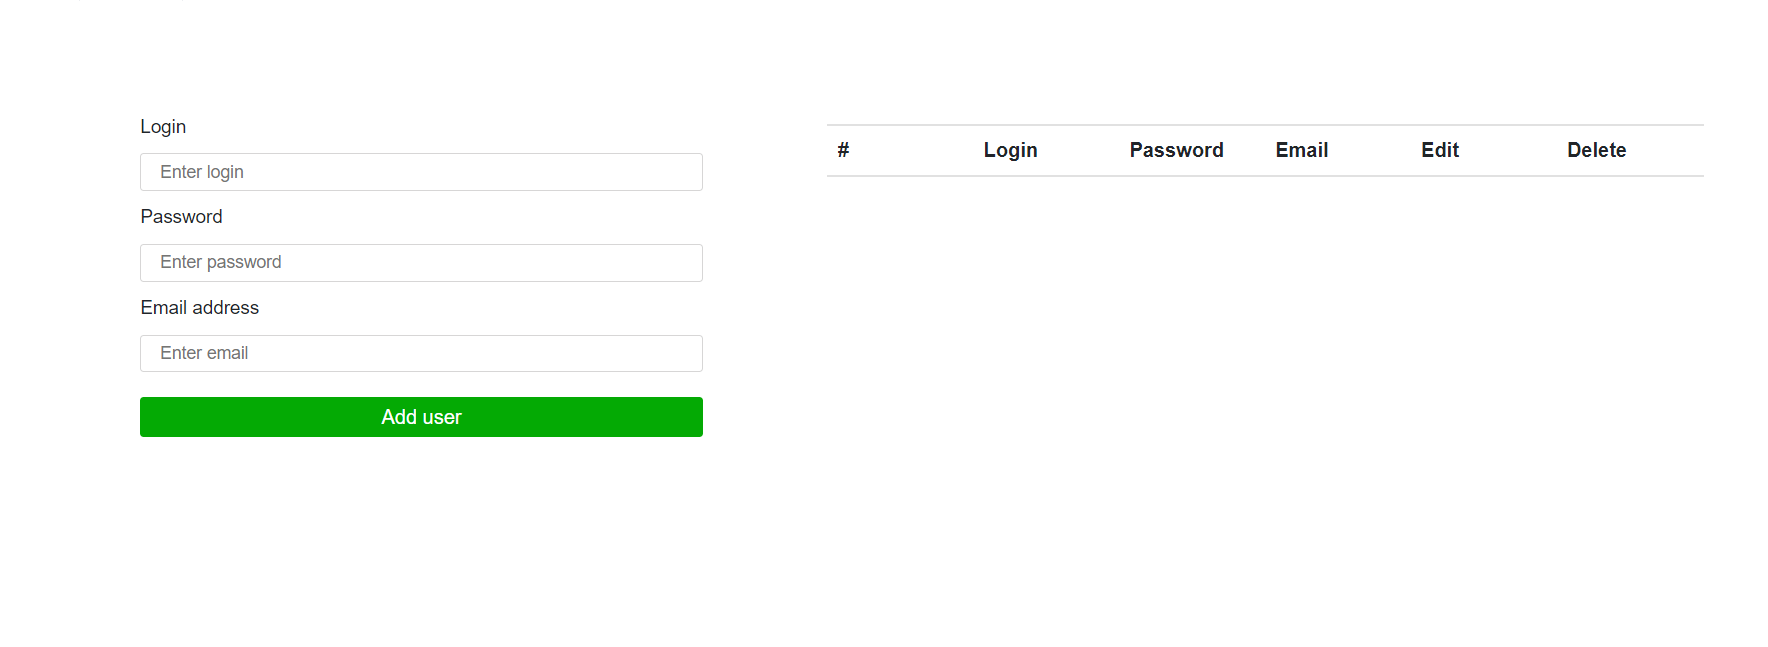 Login
Enter login
Password
Enter password
Email address
Enter email
Add user
# Login Password Email Edit Delete